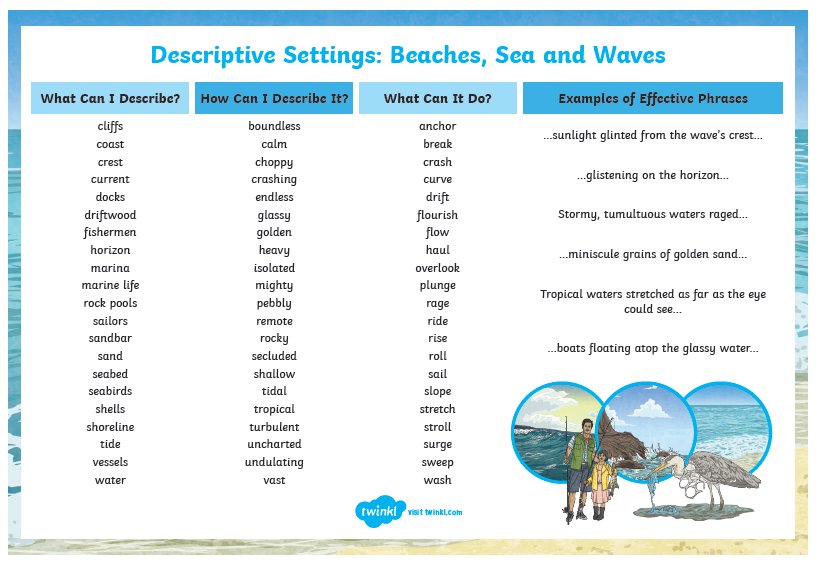 Descriptive Settings: Beaches, Sea and Waves
What Can I Describe?
cliffs
coast
crest
current
docks
driftwood
fishermen
horizon
marina
marine life
rock pools
sailors
sandbar
sand
seabed
seabirds
shells
shoreline
tide
vessels
water
How Can I Describe It?
boundless
calm
choppy
crashing
endless
glassy
golden
heavy
isolated
mighty
pebbly
remote
rocky
secluded
shallow
tidal
tropical
turbulent
uncharted
undulating
vast
What Can It Do?
anchor
break
crash
curve
drift
flourish
flow
haul
overlook
plunge
rage
ride
rise
roll
sail
slope
stretch
stroll
surge
sweep
wash
Examples of Effective Phrases
...sunlight glinted from the wave's crest...
...glistening on the horizon...
Stormy, tumultuous waters raged...
...miniscule grains of golden sand...
Tropical waters stretched as far as the eye
could see...
...boats floating atop the glassy water...
twinkl visit twinkl.com